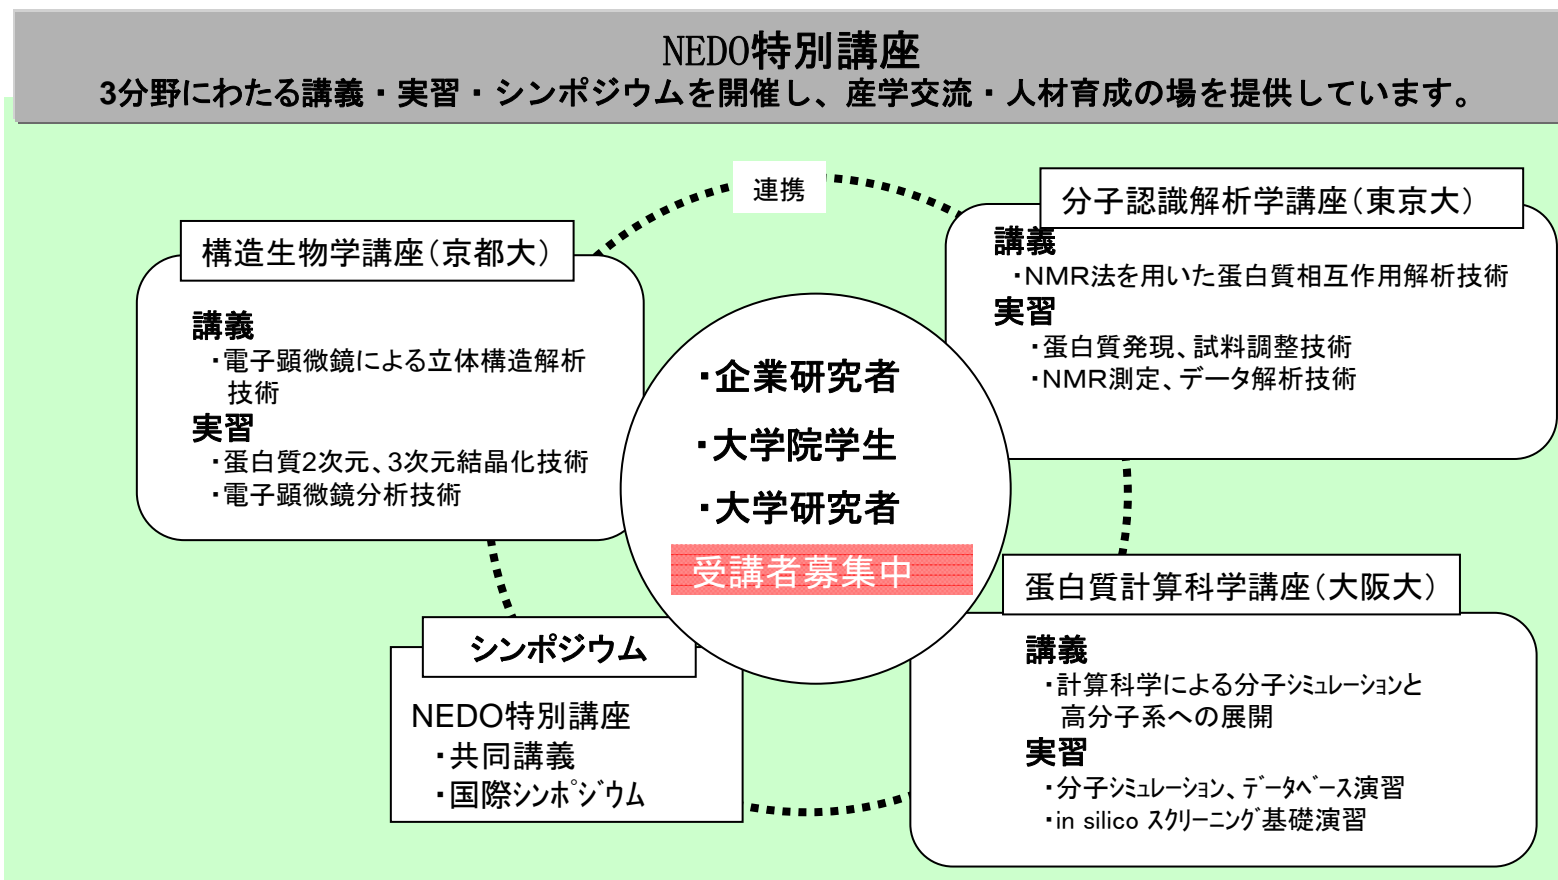 NEDO特別講座
3分野にわたる講義・実習・シンポジウムを開催し、産学交流・人材育成の場を提供しています。
連携
構造生物学講座（京都大）
講義
・電子顕微鏡による立体構造解析
技術
実習
・蛋白質2次元、3次元結晶化技術
・電子顕微鏡分析技術
分子認識解析学講座（東京大）
講義
・NMR法を用いた蛋白質相互作用解析技術
実習
・蛋白質発現、試料調整技術
・NMR測定、データ解析技術
・企業研究者
・大学院学生
・大学研究者
受講者募集中
シンポジウム
NEDO特別講座
・共同講義
・国際ｼﾝﾎﾟｼﾞｳﾑ
蛋白質計算科学講座（大阪大）
講義
・計算科学による分子ｼﾐｭﾚｰｼｮﾝと
高分子系への展開
実習
・分子ｼﾐｭﾚｰｼｮﾝ、ﾃﾞｰﾀﾍﾞｰｽ演習
・in silico ｽｸﾘｰﾆﾝｸﾞ基礎演習